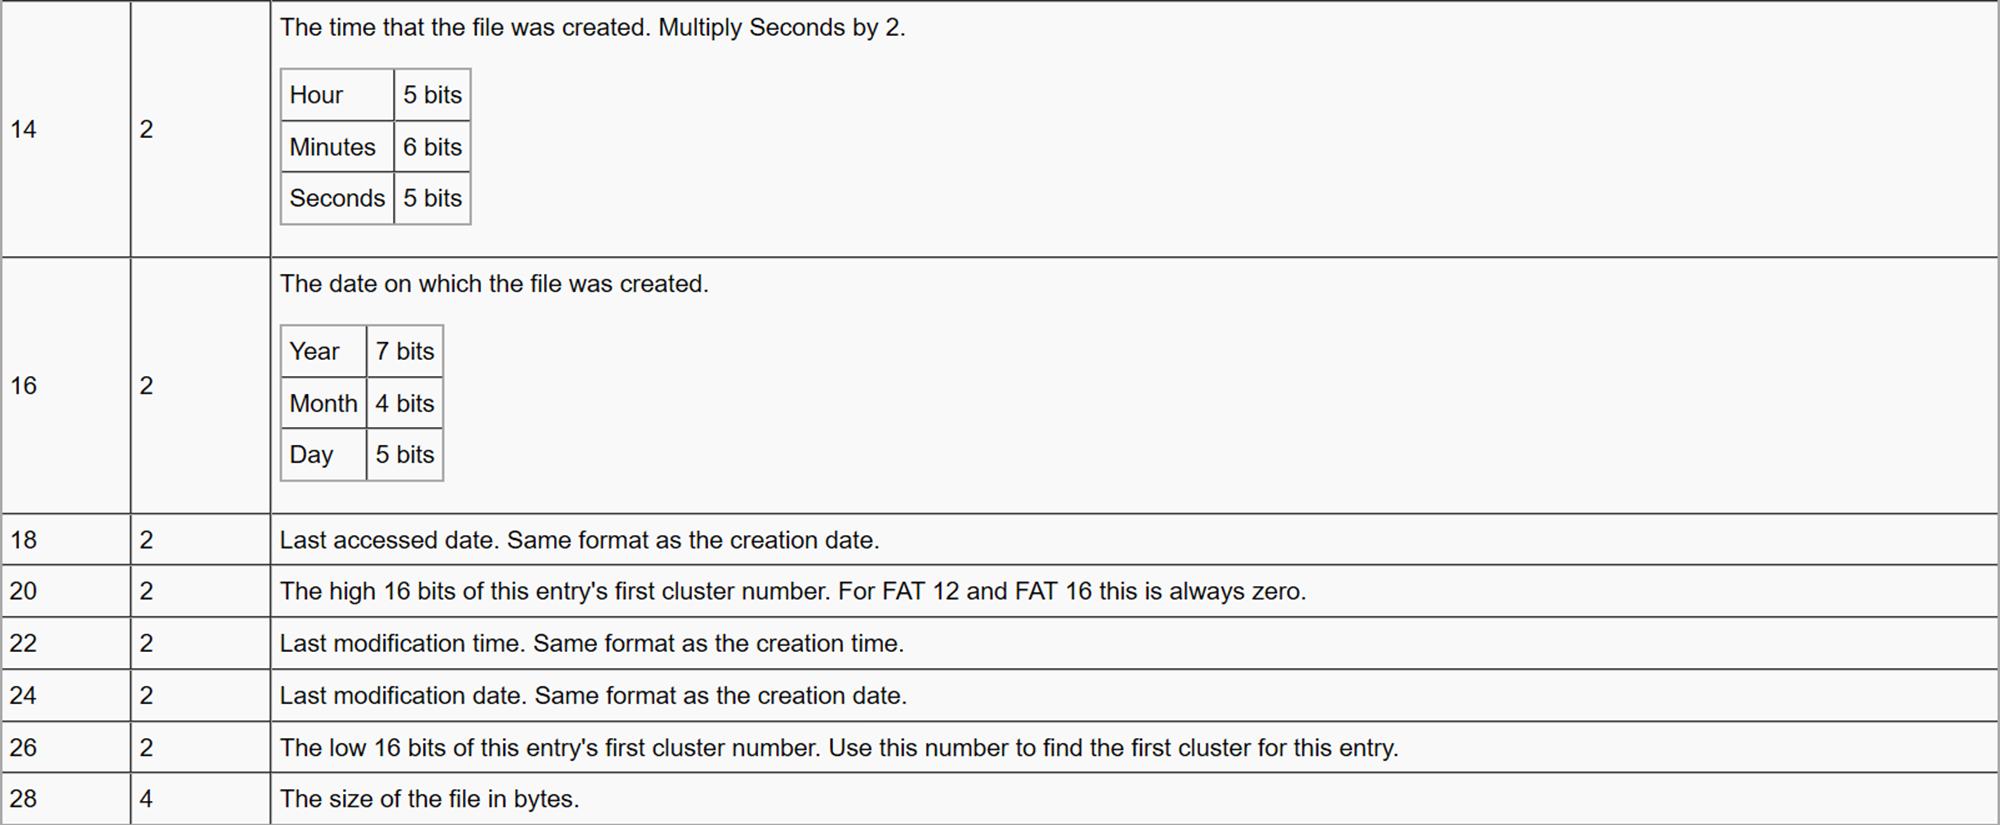 The time that the file was created. Multiply Seconds by 2.
Hour 5 bits
14 2
Minutes 6 bits
Seconds 5 bits
The date on which the file was created.
Year 7 bits
16 2
Month 4 bits
Day 5 bits
18 2 Last accessed date. Same format as the creation date.
20 2 The high 16 bits of this entry's first cluster number. For FAT 12 and FAT 16 this is always zero.
22 2 Last modification time. Same format as the creation time.
24 2 Last modification date. Same format as the creation date.
26 2 The low 16 bits of this entry's first cluster number. Use this number to find the first cluster for this entry.
28 4 The size of the file in bytes.